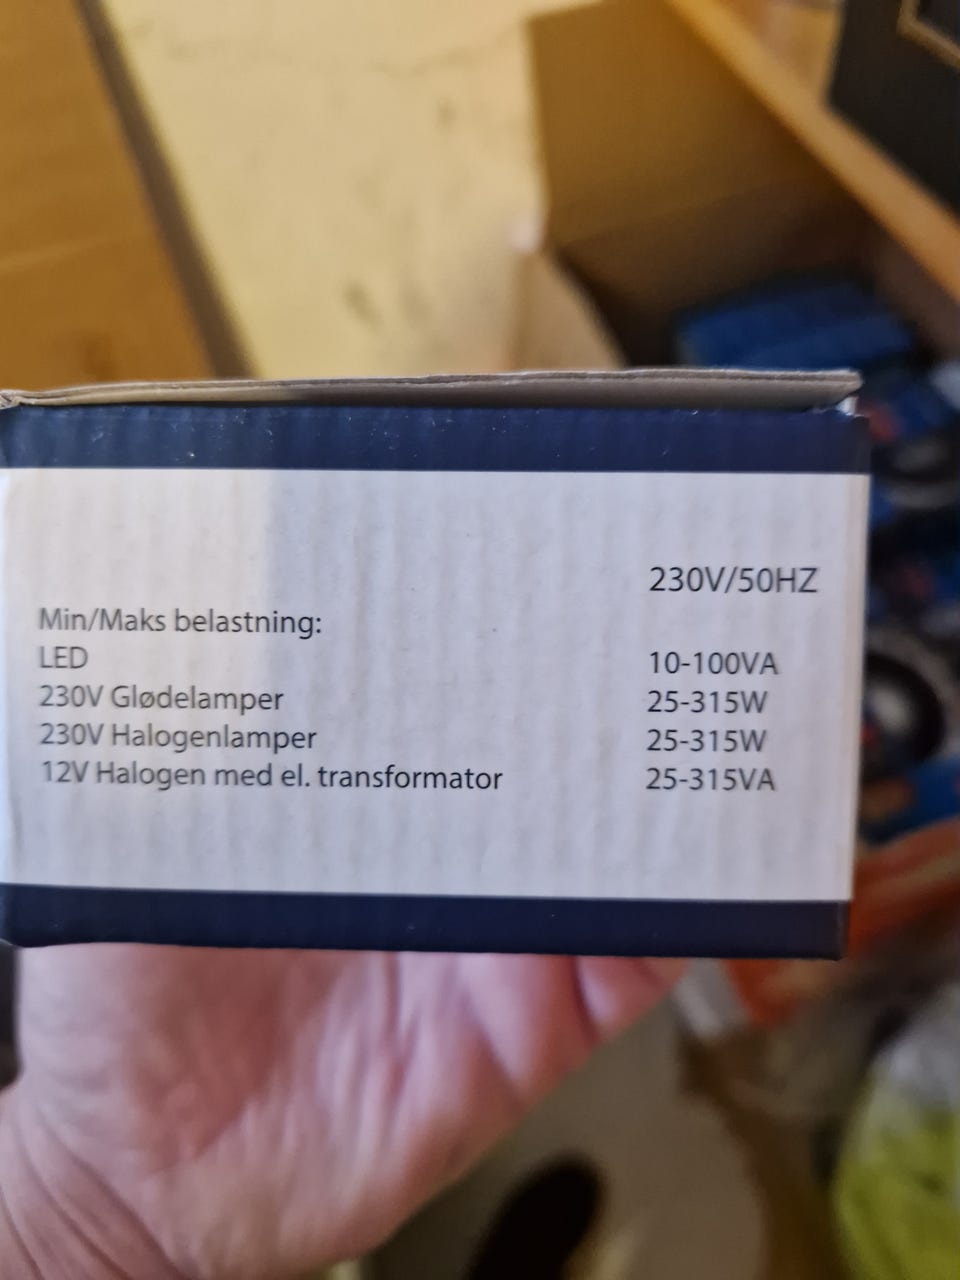 230V/50HZ
Min/Maks belastning:
LED 10-100VA
230V Glødelamper 25-315W
230V Halogenlamper 25-315W
12V Halogen med el. transformator 25-315VA